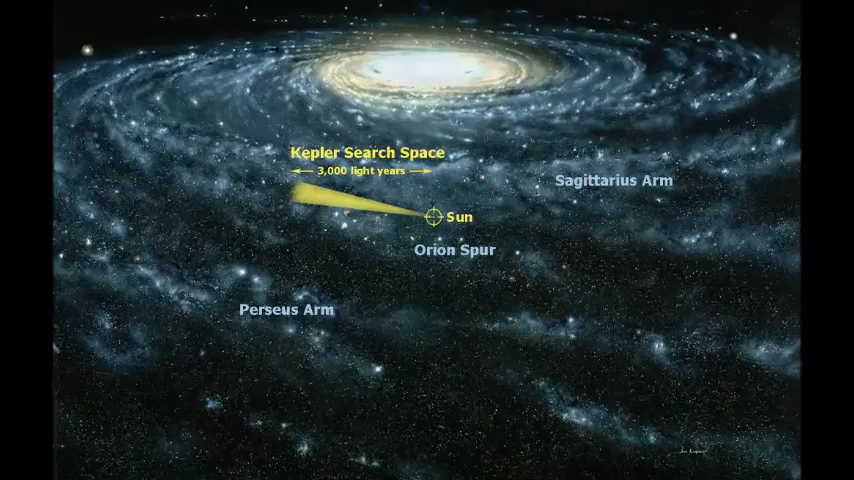 Kepler Search Space
3,000 light years
Sagittarius Arm
Sun
Orion Spur
Perseus Arm